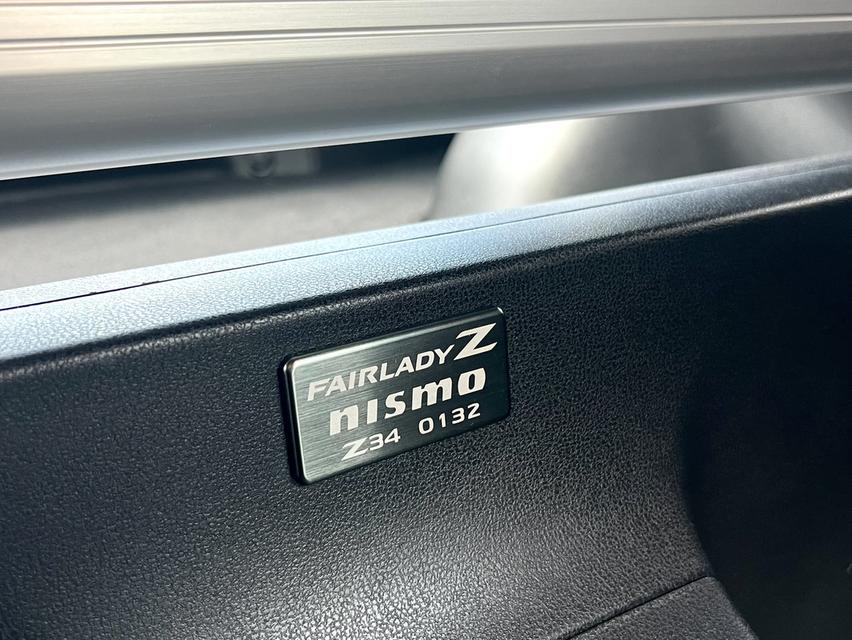 FAIRLADY Z
nismo
Z34 0132